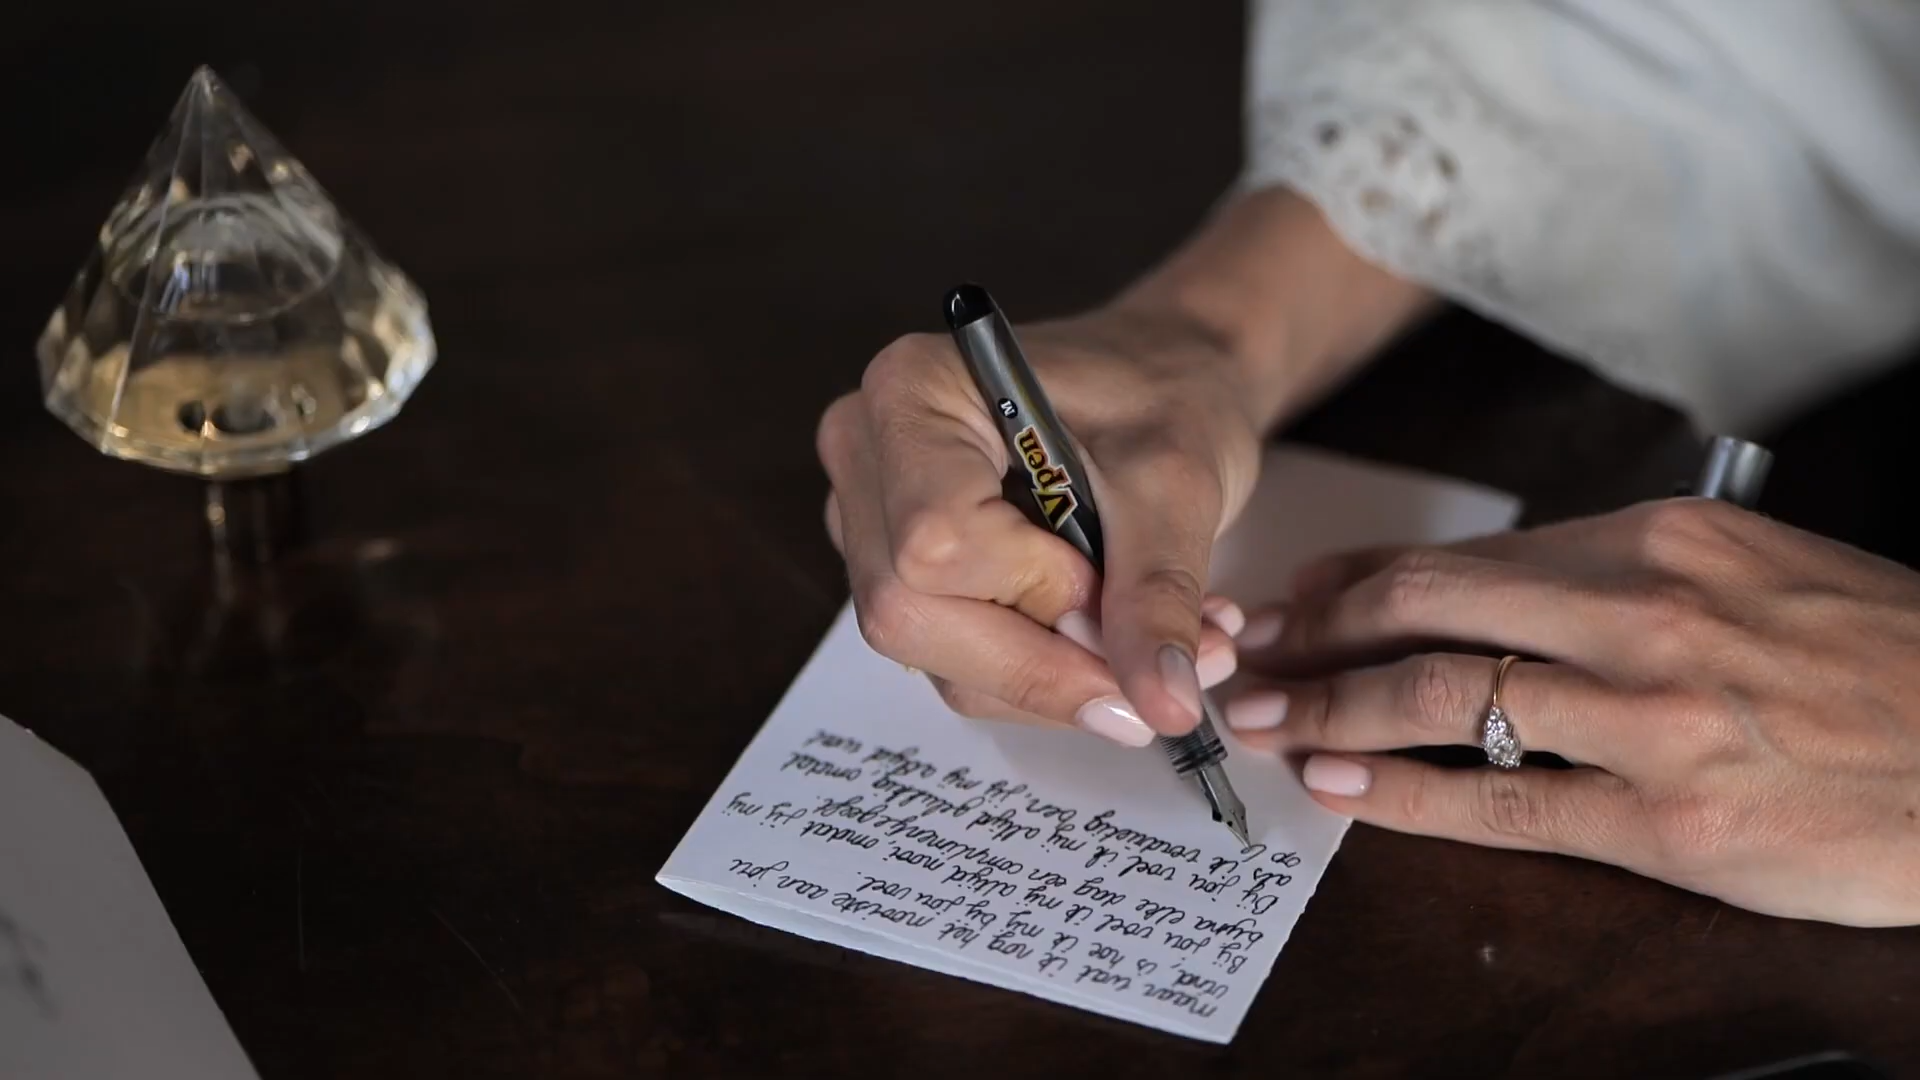 maar wat ik nog het mooiste aan jou
vind, is hoe ik mij bij jou voel.
Bij jou voel ik mij altijd mooi, omdat jij mij
bijna elke dag een complimentje geeft.
Bij jou voel ik mij altijd gelukkig, omdat
als ik verdrietig ben, jij mij altijd weet
op
Vpen
M